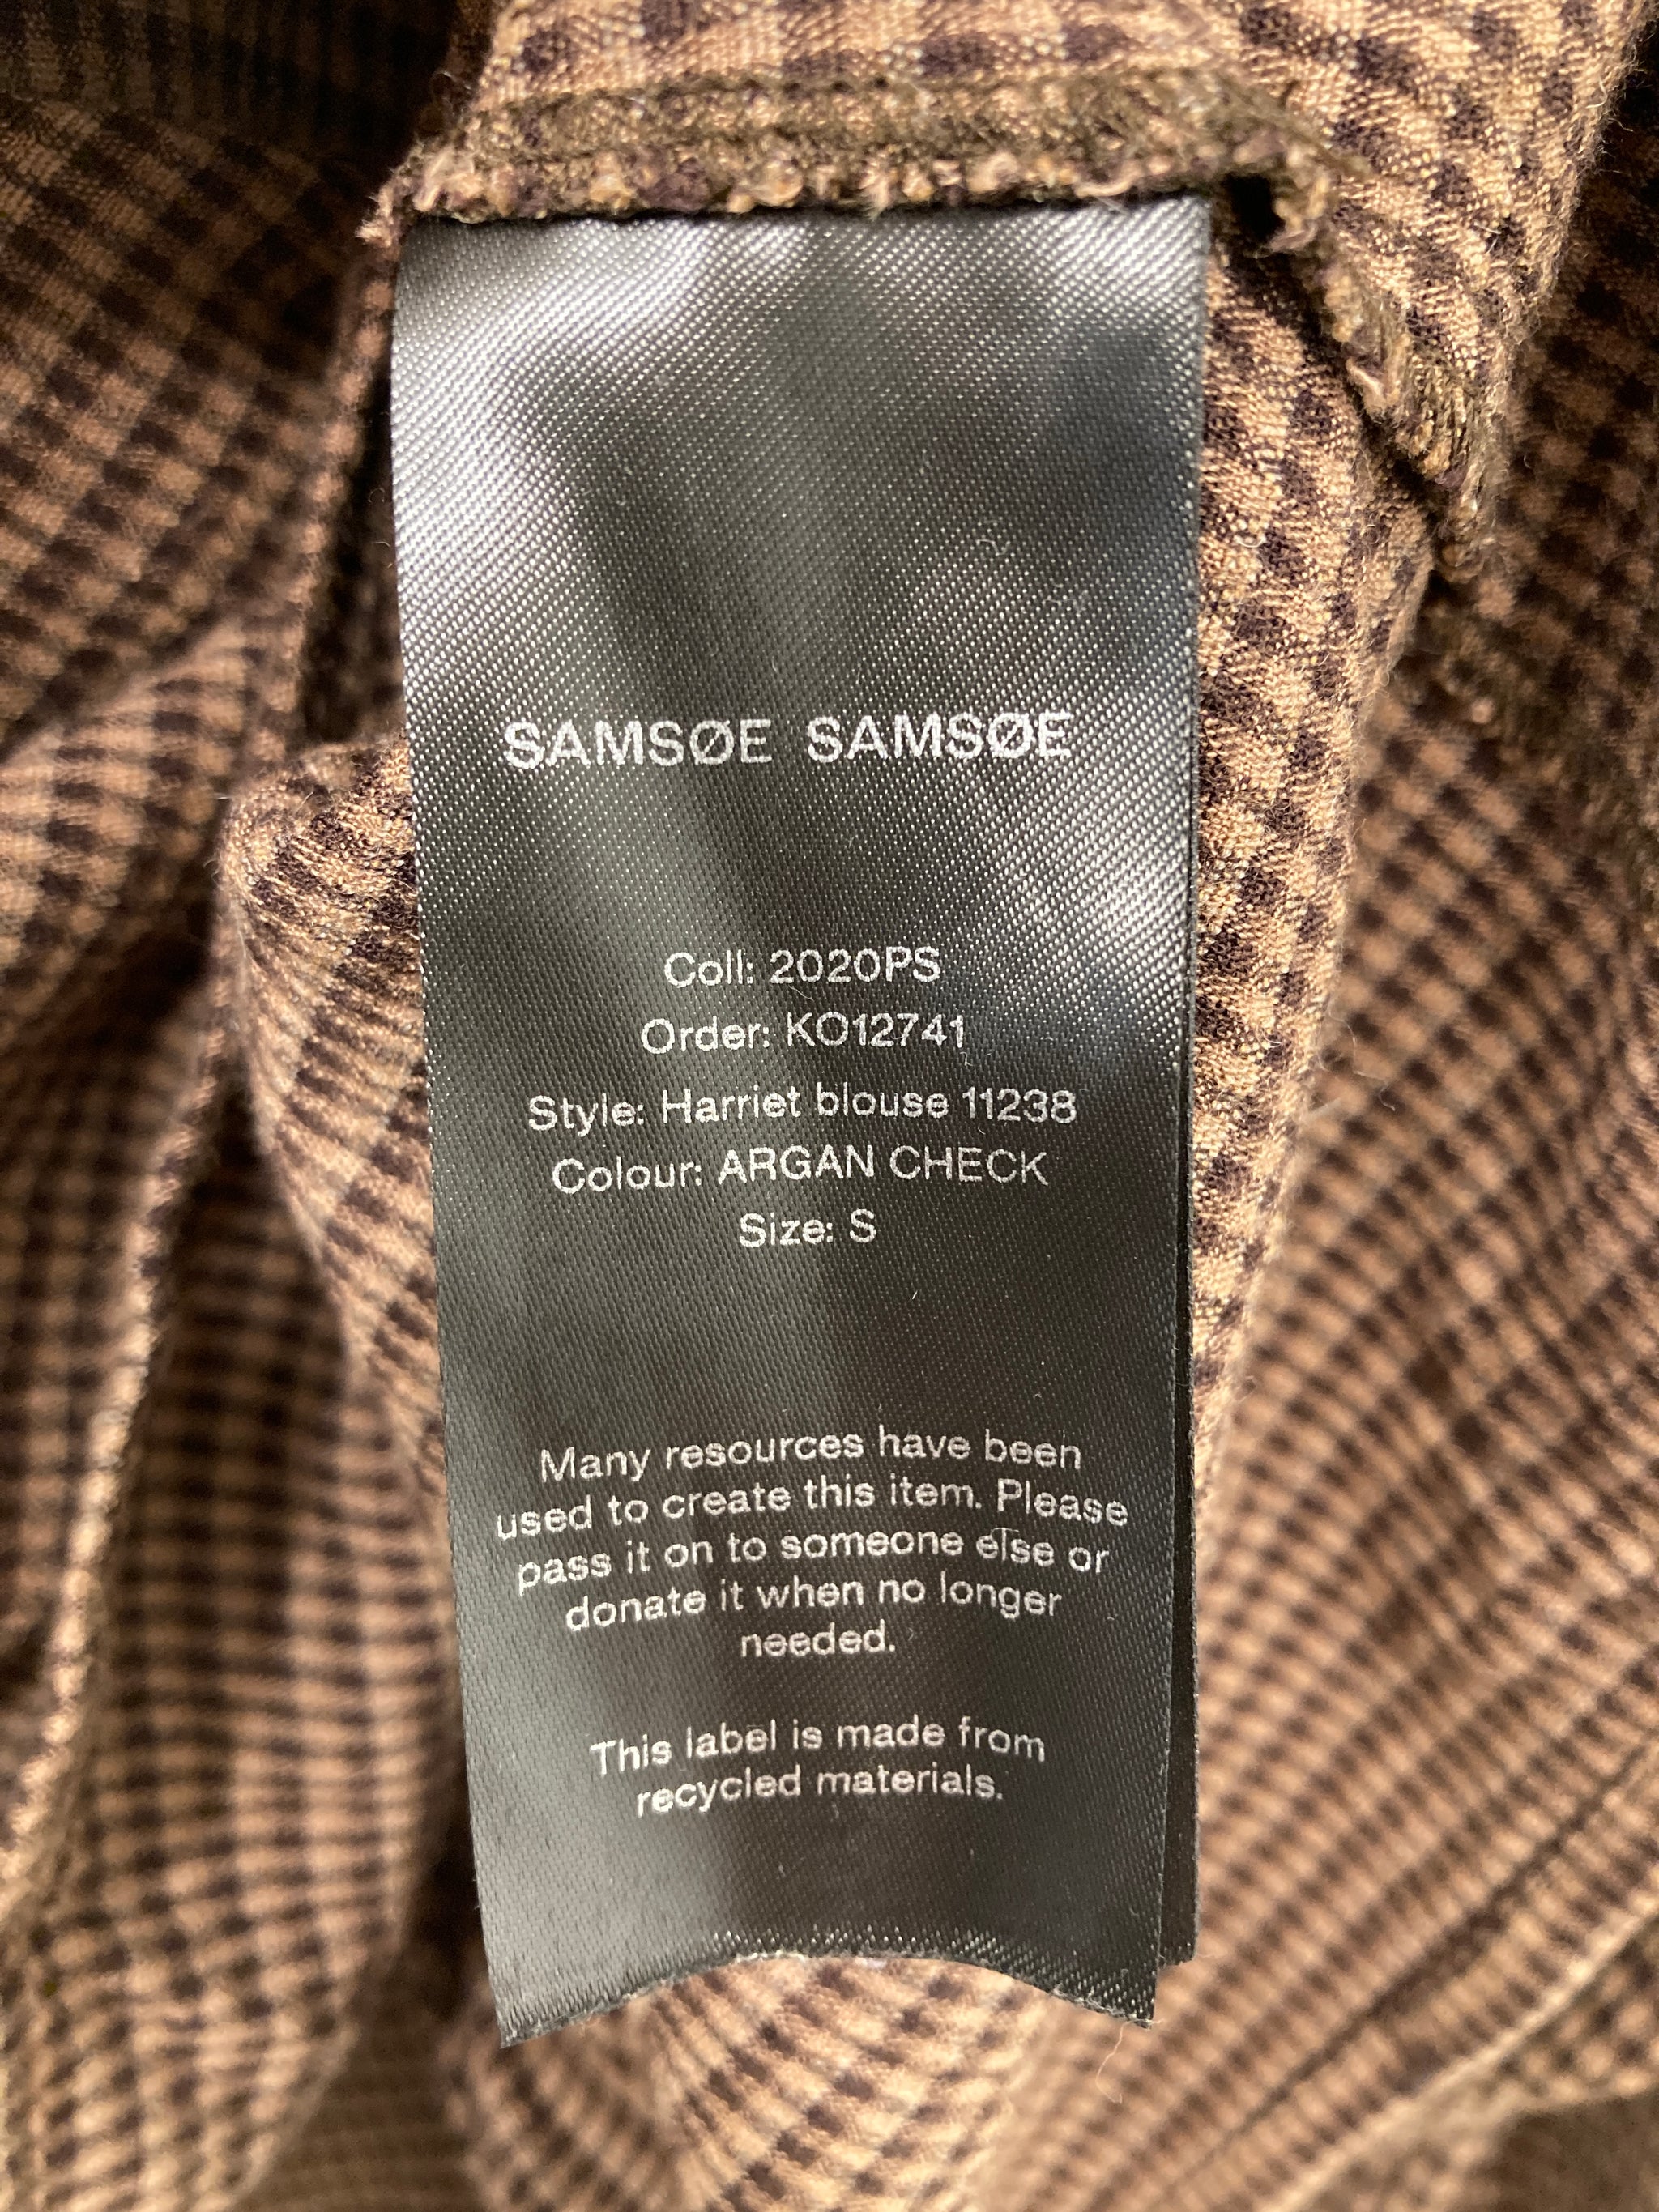 SAMSØE SAMSØE
Coll: 2020PS
Order: KO12741
Style: Harriet blouse 11238
Colour: ARGAN CHECK
Size: S
Many resources have been
used to create this item. Please
pass it on to someone else or
donate it when no longer
needed.
This label is made from
recycled materials.